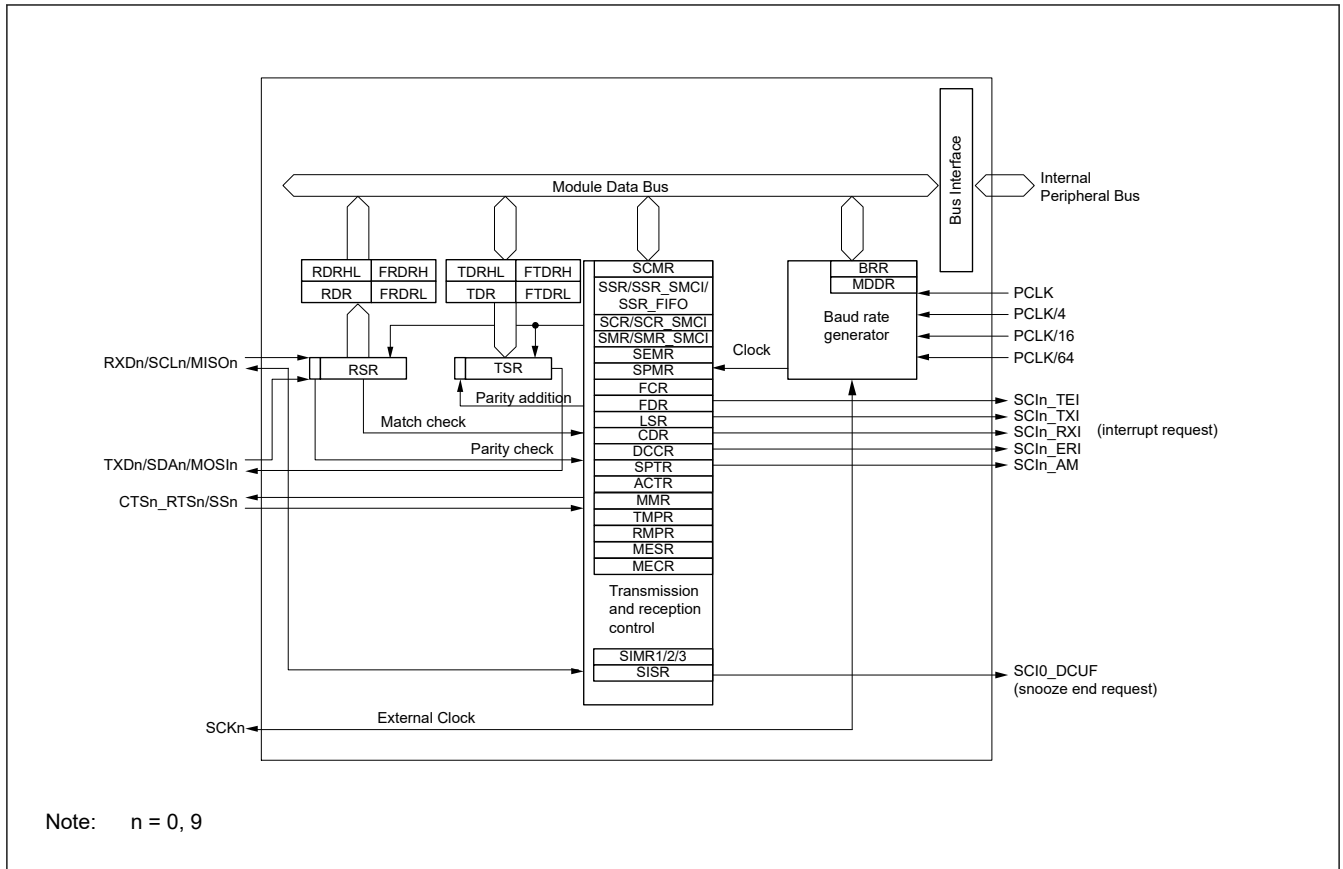 Bus Interface
Internal
Peripheral Bus
Module Data Bus
RDRHL
FRDRH
RDR
FRDRL
TDRHL
FTDRH
TDR
FTDRL
SCMR
SSR/SSR_SMCI/
SSR_FIFO
SCR/SCR_SMCI
SMR/SMR_SMCI
SEMR
SPMR
FCR
FDR
LSR
CDR
DCCR
SPTR
ACTR
MMR
TMPR
RMPR
MESR
MECR
Transmission
and reception
control
SIMR1/2/3
SISR
BRR
MDDR
Baud rate
generator
Clock
PCLK
PCLK/4
PCLK/16
PCLK/64
RXDn/SCLn/MISOn
RSR
TSR
Parity addition
Match check
Parity check
TXDn/SDAn/MOSIn
CTSn_RTSn/SSn
SCIn_TEI
SCIn_TXI
SCIn_RXI (interrupt request)
SCIn_ERI
SCIn_AM
SCI0_DCUF
(snooze end request)
SCKn
External Clock
Note: n = 0, 9